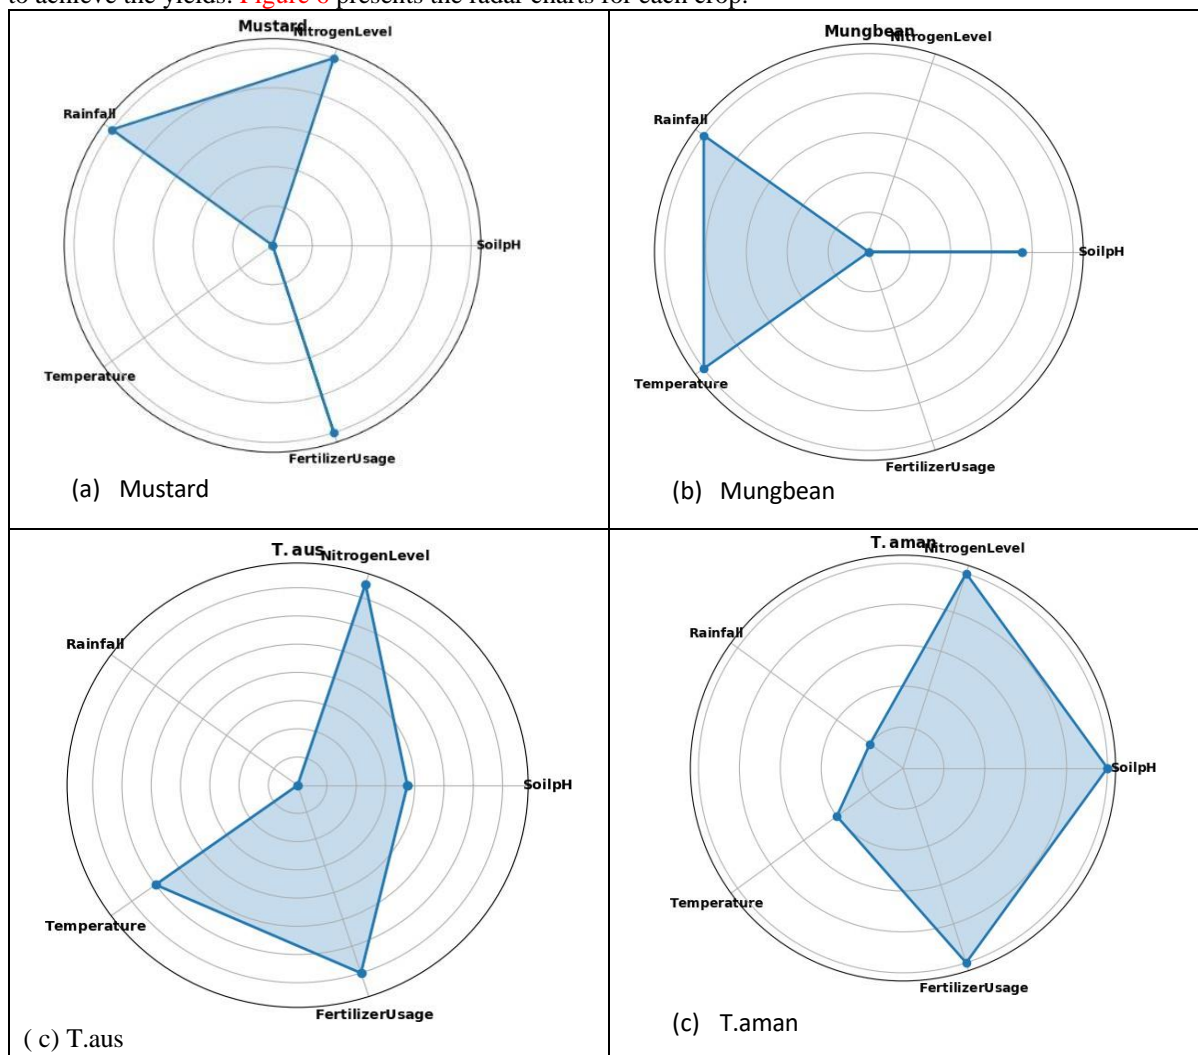 to achieve the yields. Figure 6 presents the radar charts for each crop.
Mustard
NitrogenLevel
Rainfall
SoilpH
Temperature
FertilizerUsage
(a) Mustard
Mungbean
NitrogenLevel
Rainfall
SoilpH
Temperature
FertilizerUsage
(b) Mungbean
T.aus
NitrogenLevel
Rainfall
SoilpH
Temperature
FertilizerUsage
( c) T.aus
T.aman
NitrogenLevel
Rainfall
SoilpH
Temperature
FertilizerUsage
(c) T.aman